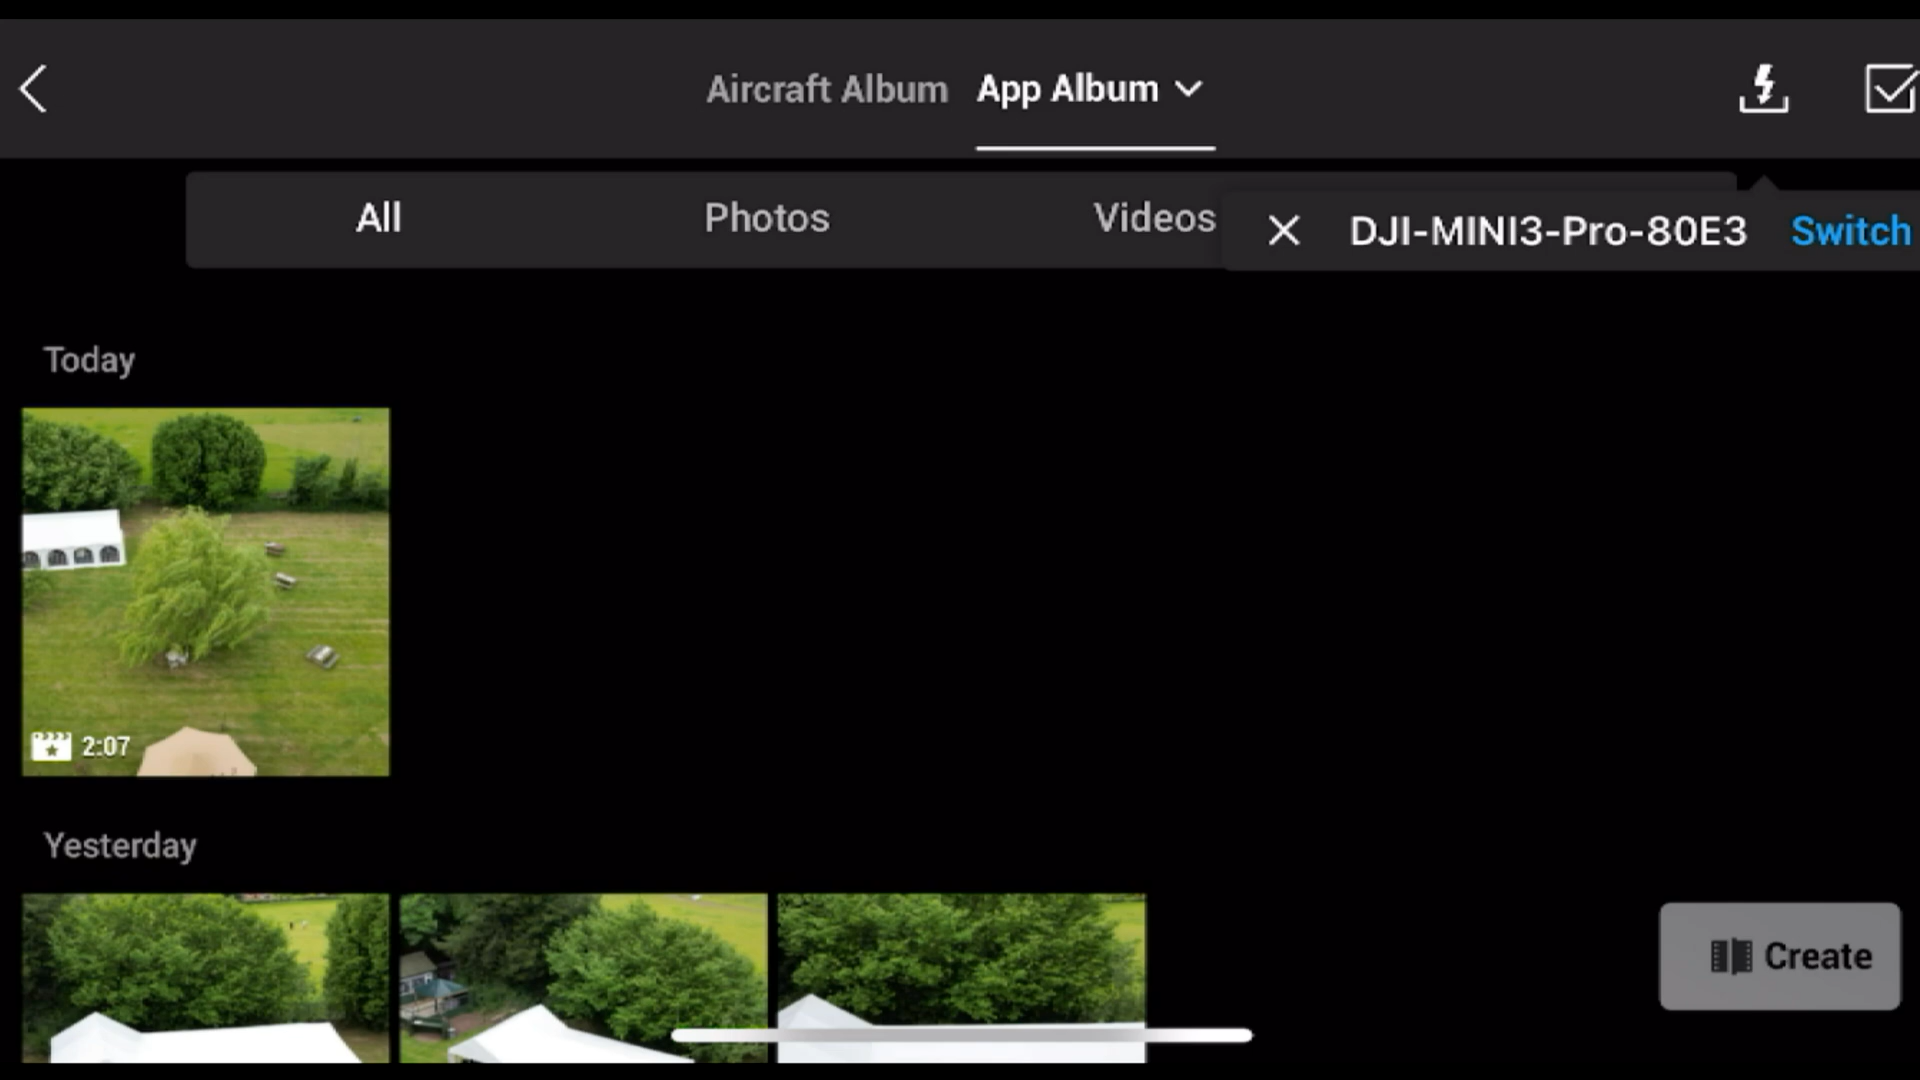 Aircraft Album App Album
All Photos Videos
DJI-MINI3-Pro-80E3 Switch
Today
2:07
Yesterday
Create